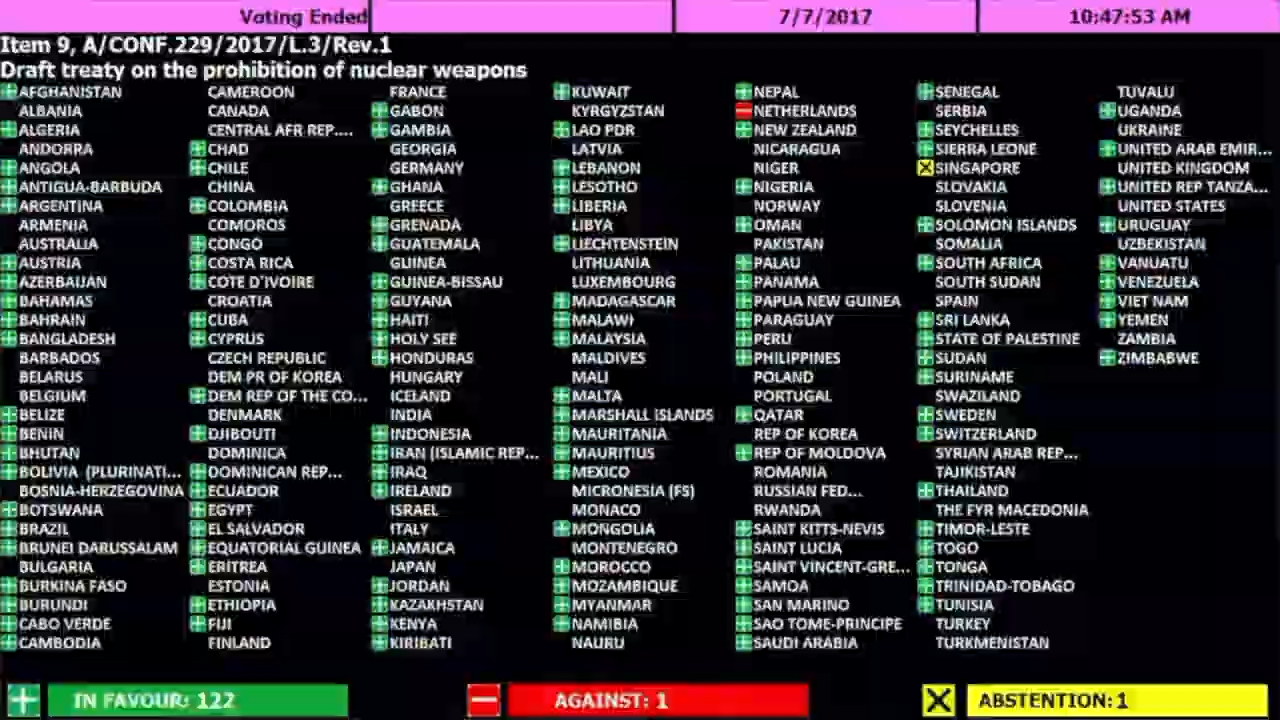 Voting Ended 7/7/2017 10:47:53 AM
Item 9, A/CONF.229/2017/L.3/Rev.1
Draft treaty on the prohibition of nuclear weapons
AFGHANISTAN
ALBANIA
ALGERIA
ANDORRA
ANGOLA
ANTIGUA-BARBUDA
ARGENTINA
ARMENIA
AUSTRALIA
AUSTRIA
AZERBAIJAN
BAHAMAS
BAHRAIN
BANGLADESH
BARBADOS
BELARUS
BELGIUM
BELIZE
BENIN
BHUTAN
BOLIVIA (PLURINATI...
BOSNIA-HERZEGOVINA
BOTSWANA
BRAZIL
BRUNEI DARUSSALAM
BULGARIA
BURKINA FASO
BURUNDI
CABO VERDE
CAMBODIA
CAMEROON
CANADA
CENTRAL AFR REP....
CHAD
CHILE
CHINA
COLOMBIA
COMOROS
CONGO
COSTA RICA
COTE D'IVOIRE
CROATIA
CUBA
CYPRUS
CZECH REPUBLIC
DEM PR OF KOREA
DEM REP OF THE CO...
DENMARK
DJIBOUTI
DOMINICA
DOMINICAN REP...
ECUADOR
EGYPT
EL SALVADOR
EQUATORIAL GUINEA
ERITREA
ESTONIA
ETHIOPIA
FIJI
FINLAND
FRANCE
GABON
GAMBIA
GEORGIA
GERMANY
GHANA
GREECE
GRENADA
GUATEMALA
GUINEA
GUINEA-BISSAU
GUYANA
HAITI
HOLY SEE
HONDURAS
HUNGARY
ICELAND
INDIA
INDONESIA
IRAN (ISLAMIC REP...
IRAQ
IRELAND
ISRAEL
ITALY
JAMAICA
JAPAN
JORDAN
KAZAKHSTAN
KENYA
KIRIBATI
KUWAIT
KYRGYZSTAN
LAO PDR
LATVIA
LEBANON
LESOTHO
LIBERIA
LIBYA
LIECHTENSTEIN
LITHUANIA
LUXEMBOURG
MADAGASCAR
MALAWI
MALAYSIA
MALDIVES
MALI
MALTA
MARSHALL ISLANDS
MAURITANIA
MAURITIUS
MEXICO
MICRONESIA (FS)
MONACO
MONGOLIA
MONTENEGRO
MOROCCO
MOZAMBIQUE
MYANMAR
NAMIBIA
NAURU
NEPAL
NETHERLANDS
NEW ZEALAND
NICARAGUA
NIGER
NIGERIA
NORWAY
OMAN
PAKISTAN
PALAU
PANAMA
PAPUA NEW GUINEA
PARAGUAY
PERU
PHILIPPINES
POLAND
PORTUGAL
QATAR
REP OF KOREA
REP OF MOLDOVA
ROMANIA
RUSSIAN FED...
RWANDA
SAINT KITTS-NEVIS
SAINT LUCIA
SAINT VINCENT-GRE...
SAMOA
SAN MARINO
SAO TOME-PRINCIPE
SAUDI ARABIA
SENEGAL
SERBIA
SEYCHELLES
SIERRA LEONE
SINGAPORE
SLOVAKIA
SLOVENIA
SOLOMON ISLANDS
SOMALIA
SOUTH AFRICA
SOUTH SUDAN
SPAIN
SRI LANKA
STATE OF PALESTINE
SUDAN
SURINAME
SWAZILAND
SWEDEN
SWITZERLAND
SYRIAN ARAB REP...
TAJIKISTAN
THAILAND
THE FYR MACEDONIA
TIMOR-LESTE
TOGO
TONGA
TRINIDAD-TOBAGO
TUNISIA
TURKEY
TURKMENISTAN
TUVALU
UGANDA
UKRAINE
UNITED ARAB EMIR...
UNITED KINGDOM
UNITED REP TANZA...
UNITED STATES
URUGUAY
UZBEKISTAN
VANUATU
VENEZUELA
VIET NAM
YEMEN
ZAMBIA
ZIMBABWE
IN FAVOUR: 122 AGAINST: 1 ABSTENTION: 1